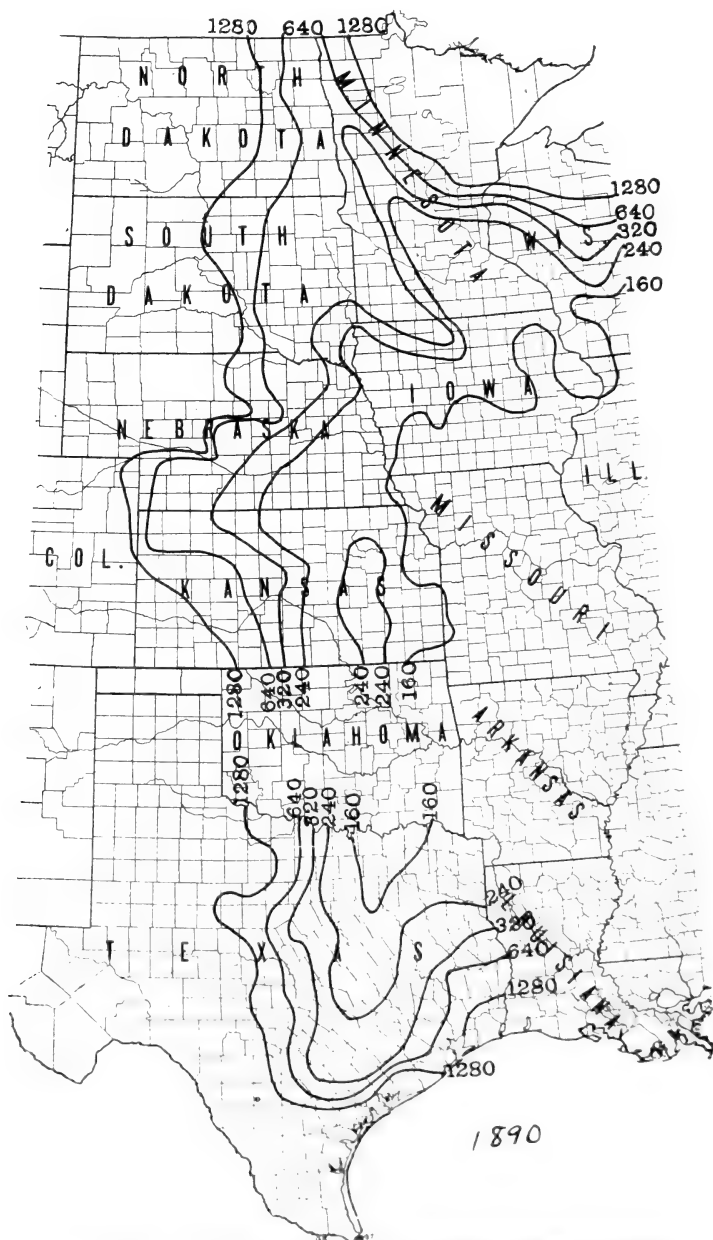 1280 640 1280
NORTH
DAKOTA
MINNESOTA
1280
640
320
240
160
WIS.
SOUTH
DAKOTA
IOWA
NEBRASKA
ILL.
MISSOURI
COL.
KANSAS
1280 640 320 240 240 240 160
OKLAHOMA
ARKANSAS
1280 640 320 240 160 160
240
320
640
1280
LOUISIANA
TEXAS
1280
1890